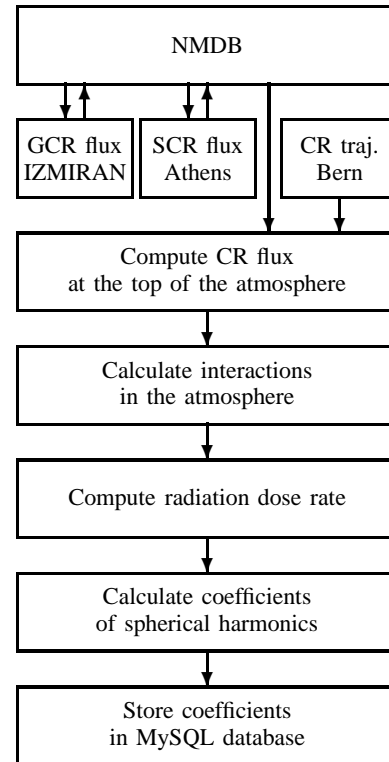 NMDB
GCR flux
IZMIRAN
SCR flux
Athens
CR traj.
Bern
Compute CR flux
at the top of the atmosphere
Calculate interactions
in the atmosphere
Compute radiation dose rate
Calculate coefficients
of spherical harmonics
Store coefficients
in MySQL database